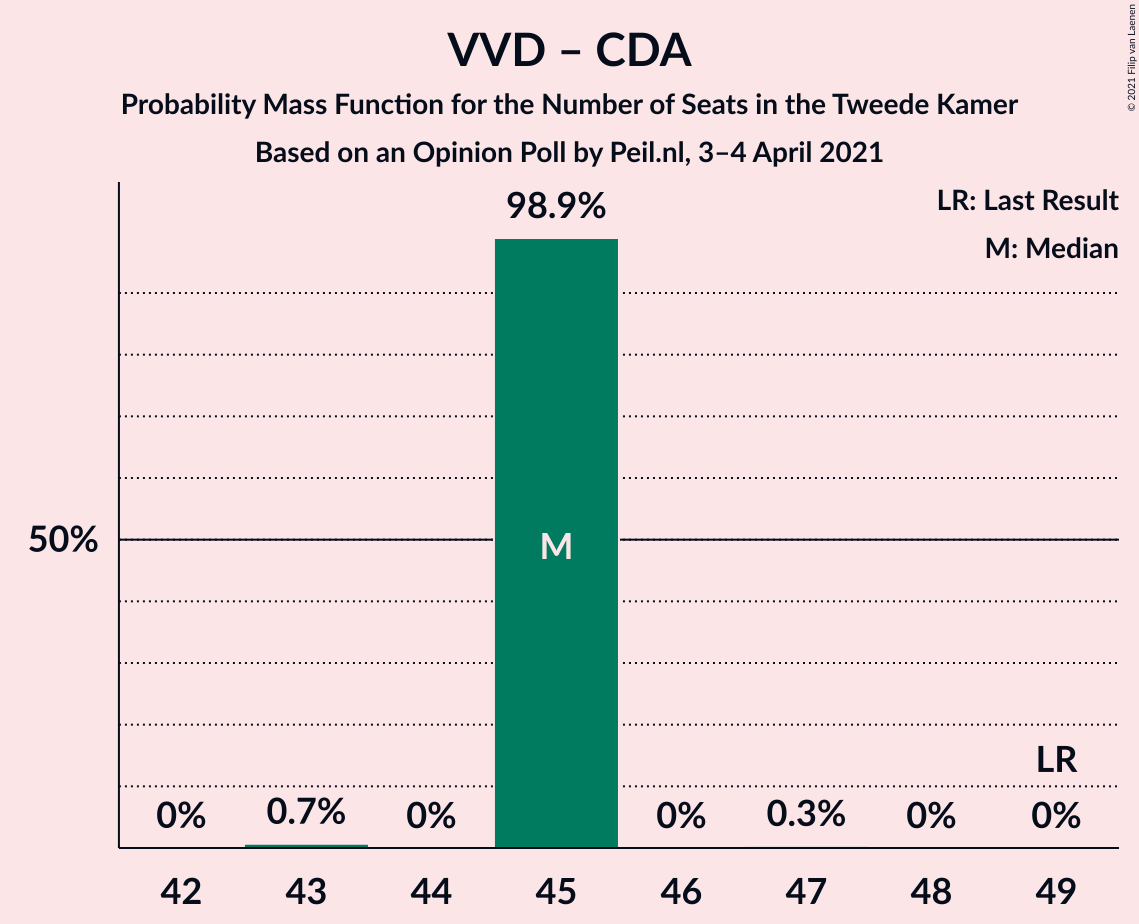 VVD – CDA
Probability Mass Function for the Number of Seats in the Tweede Kamer
Based on an Opinion Poll by Peil.nl, 3–4 April 2021
© 2021 Filip van Laenen
LR: Last Result
M: Median
98.9%
50%
M
LR
0%
0.7%
0%
0%
0.3%
0%
0%
42
43
44
45
46
47
48
49